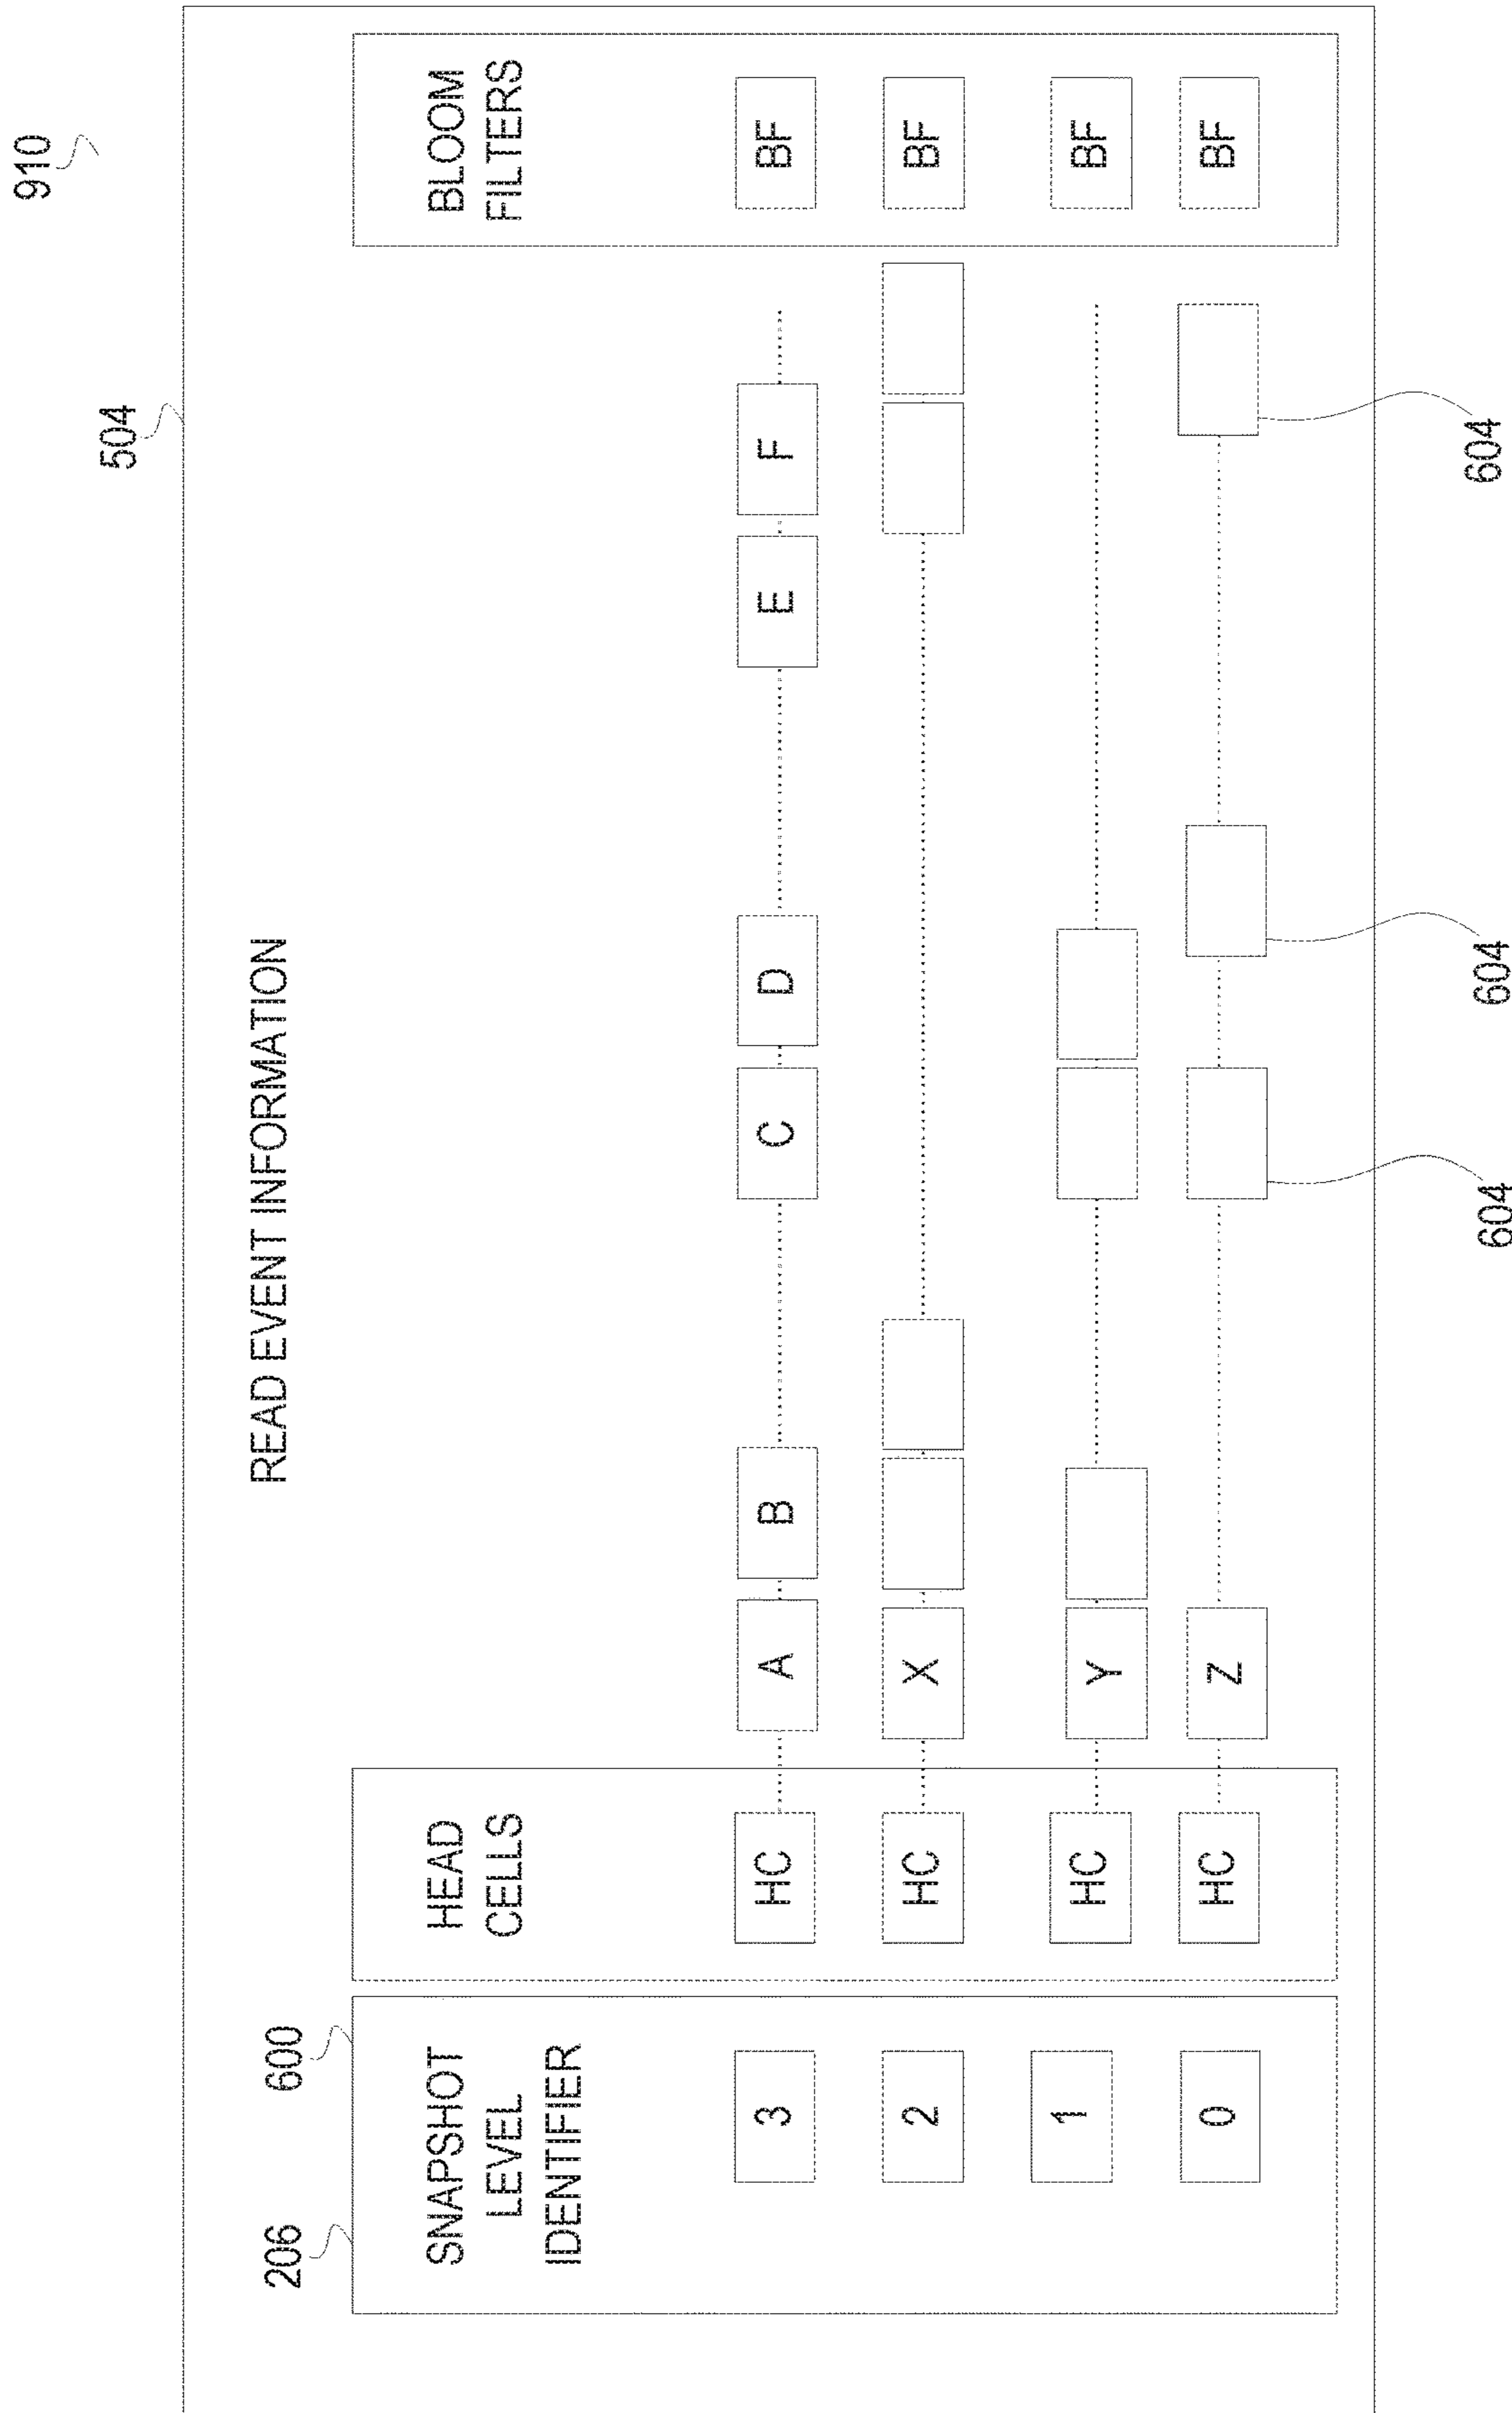 910
504
READ EVENT INFORMATION
206
600
SNAPSHOT
LEVEL
IDENTIFIER
HEAD
CELLS
BLOOM
FILTERS
3 HC A B C D E F BF
2 HC X BF
1 HC Y BF
0 HC Z BF
604
604
604